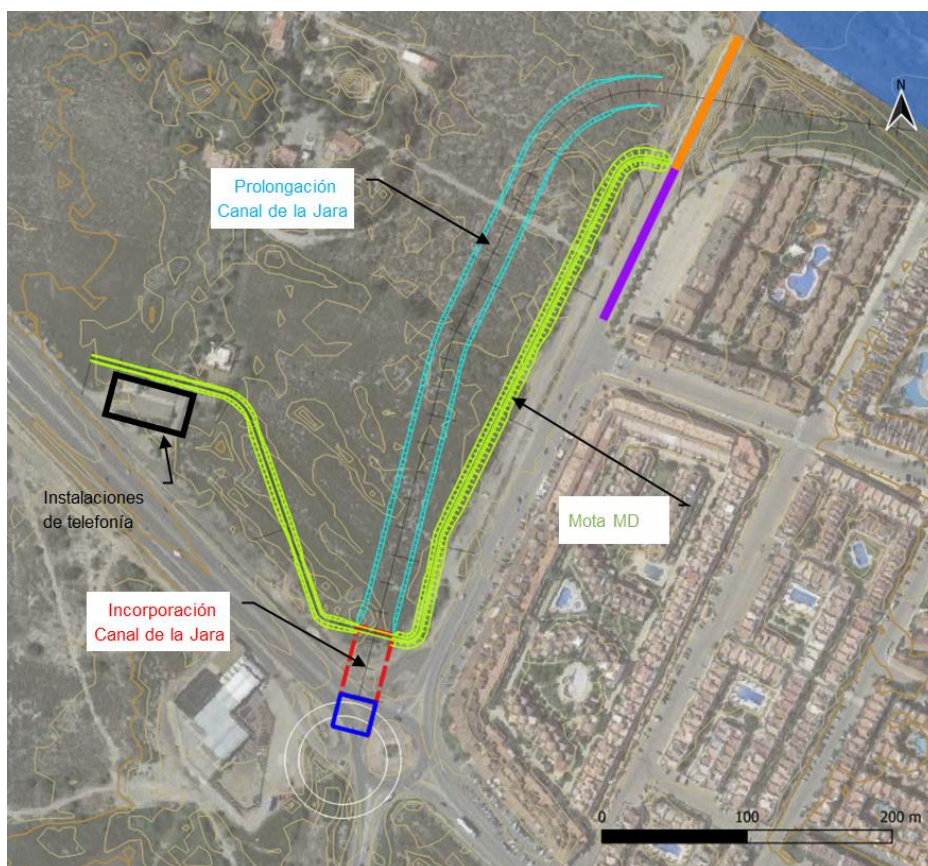 N
Prolongación
Canal de la Jara
Instalaciones
de telefonía
Mota MD
Incorporación
Canal de la Jara
0
100
200 m